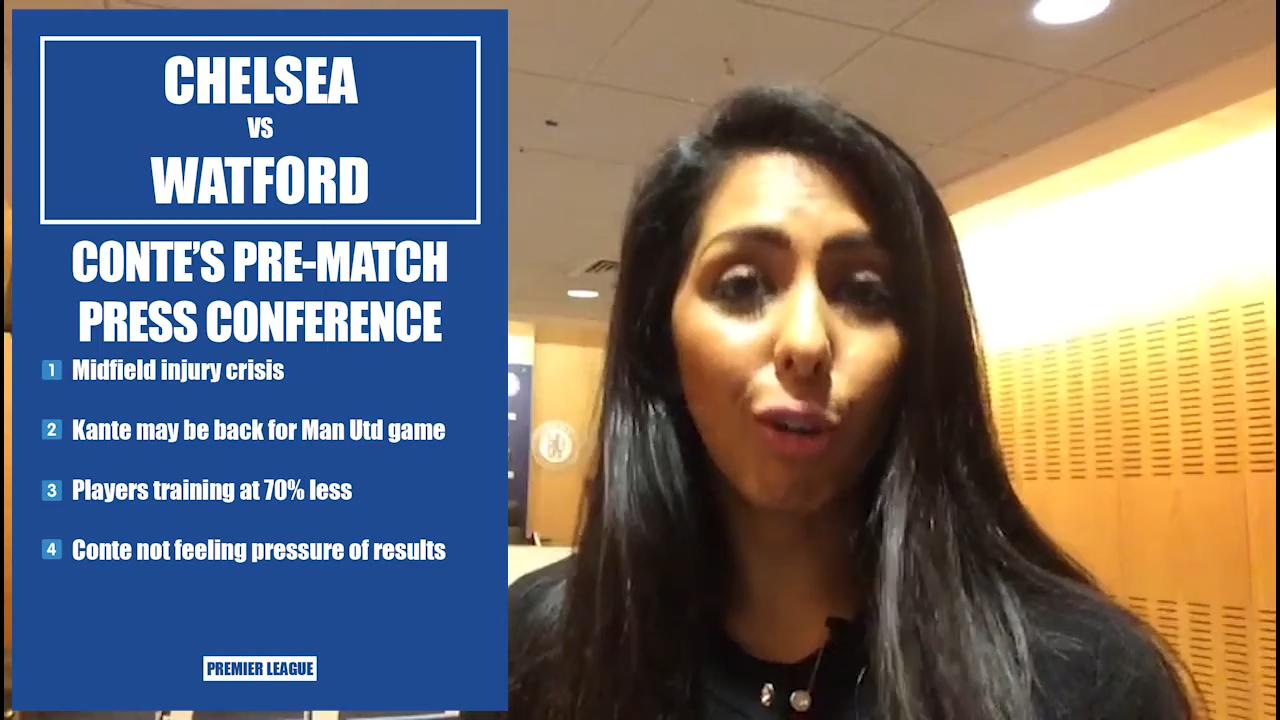 CHELSEA
VS
WATFORD
CONTE'S PRE-MATCH
PRESS CONFERENCE
1 Midfield injury crisis
2 Kante may be back for Man Utd game
3 Players training at 70% less
4 Conte not feeling pressure of results
PREMIER LEAGUE